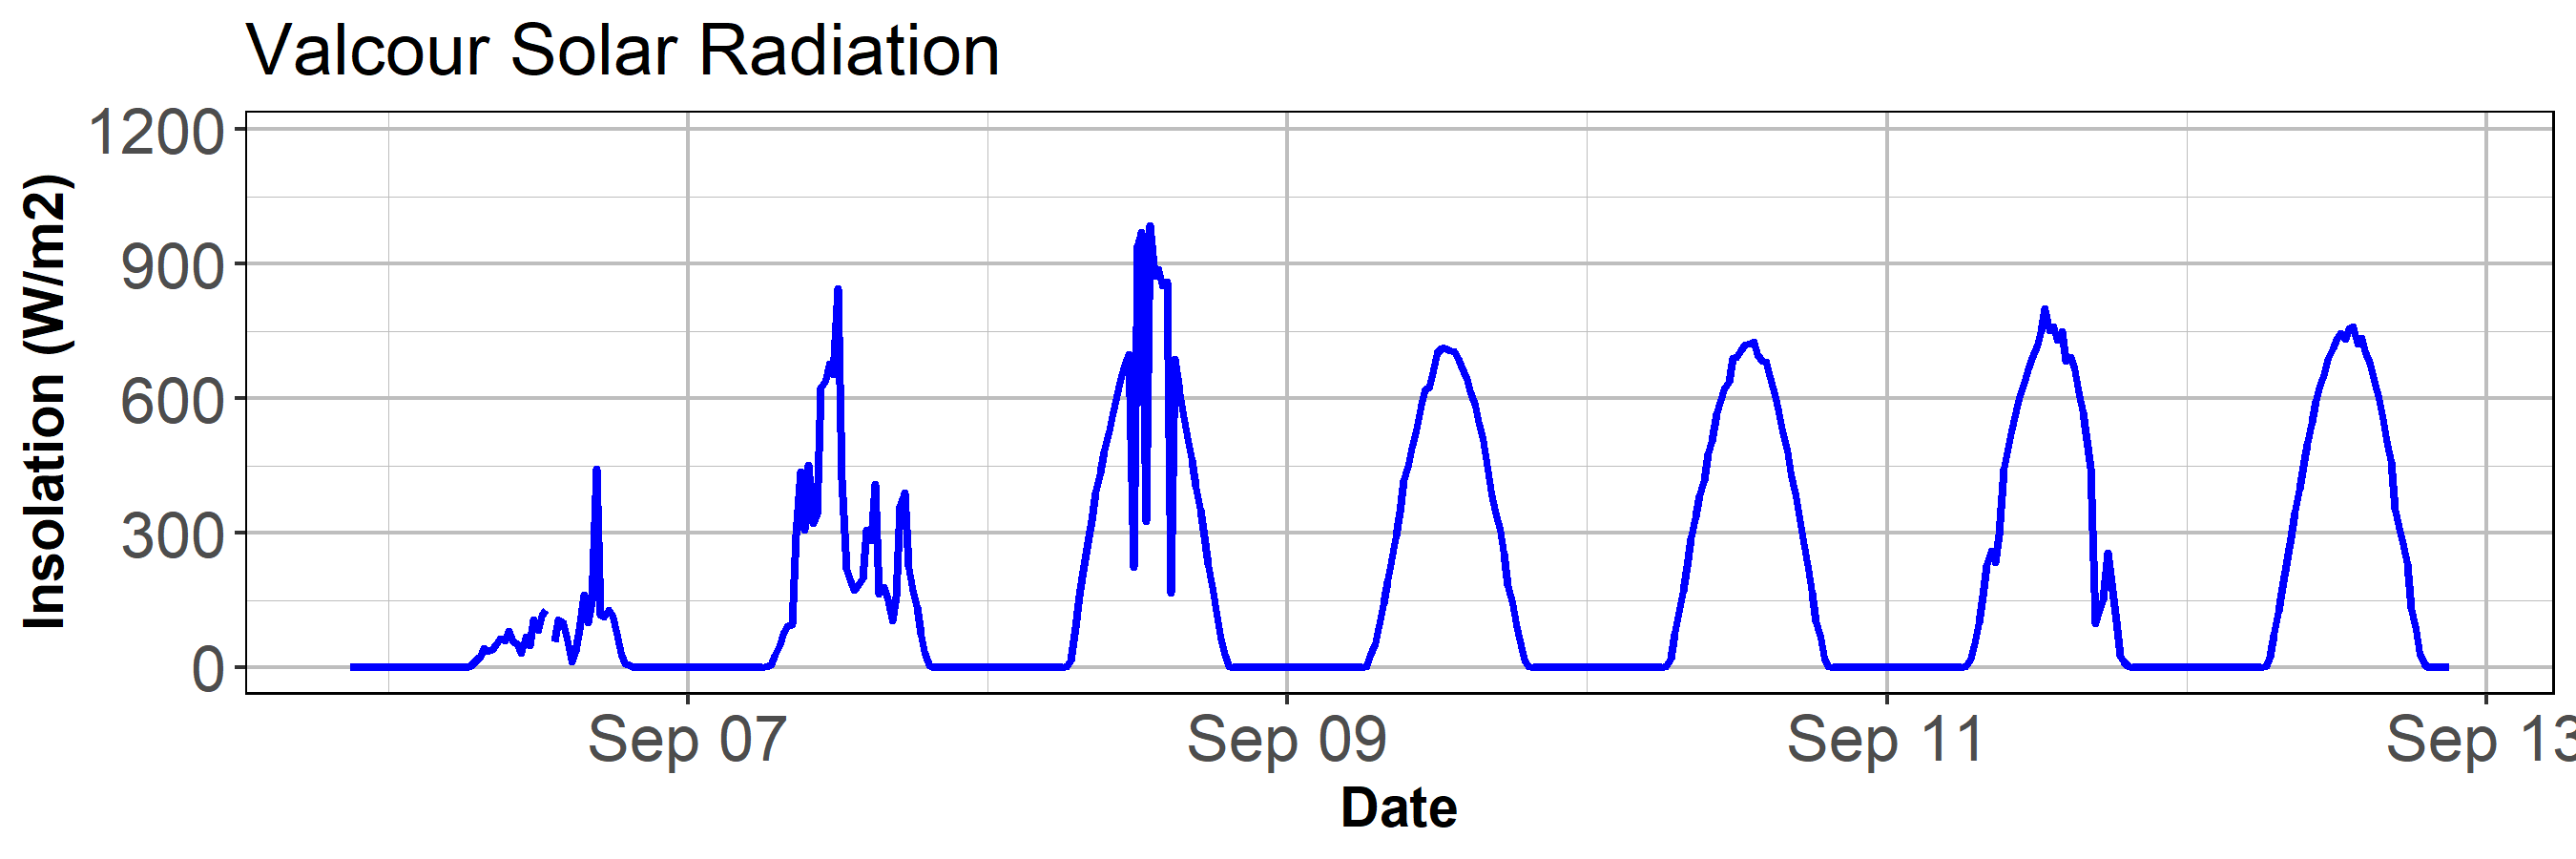 Valcour Solar Radiation
1200
900
600
300
0
Insolation (W/m2)
Sep 07 Sep 09 Sep 11 Sep 13
Date